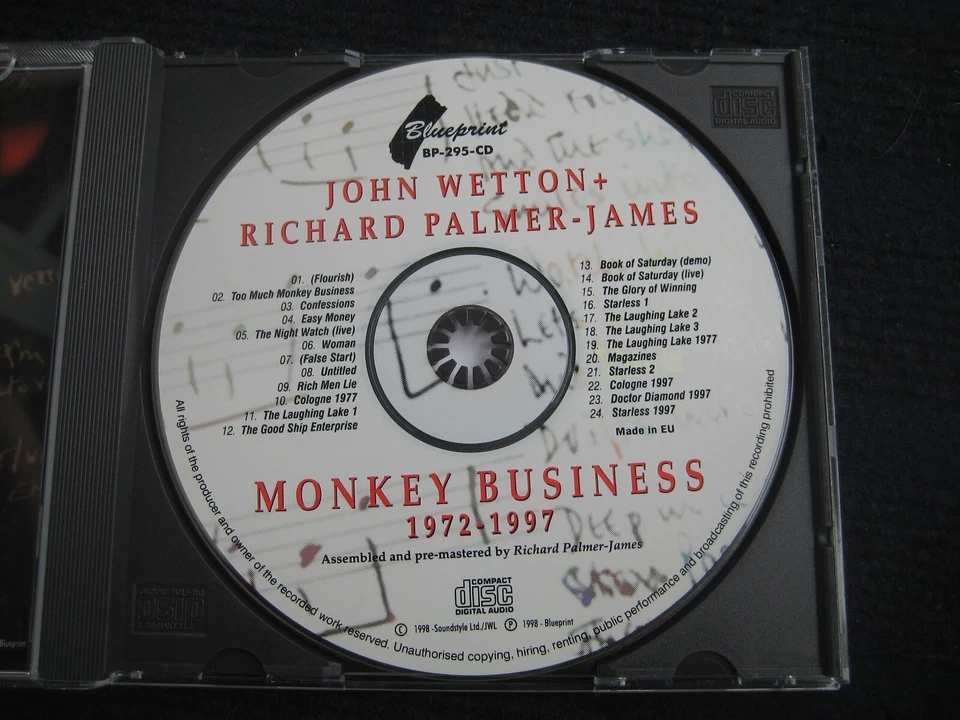 Blueprint
BP-295-CD
JOHN WETTON+
RICHARD PALMER-JAMES
01. (Flourish)
02. Too Much Monkey Business
03. Confessions
04. Easy Money
05. The Night Watch (live)
06. Woman
07. (False Start)
08. Untitled
09. Rich Men Lie
10. Cologne 1977
11. The Laughing Lake 1
12. The Good Ship Enterprise
13. Book of Saturday (demo)
14. Book of Saturday (live)
15. The Glory of Winning
16. Starless 1
17. The Laughing Lake 2
18. The Laughing Lake 3
19. The Laughing Lake 1977
20. Magazines
21. Starless 2
22. Cologne 1997
23. Doctor Diamond 1997
24. Starless 1997
Made in EU
MONKEY BUSINESS
1972-1997
Assembled and pre-mastered by Richard Palmer-James
COMPACT
disc
DIGITAL AUDIO
© 1998 -Soundstyle Ltd./JWL ℗ 1998 - Blueprint
All rights of the producer and owner of the recorded work reserved. Unauthorised copying, hiring, renting, public performance and broadcasting of this recording prohibited
COMPACT
disc
DIGITAL AUDIO
Blueprint